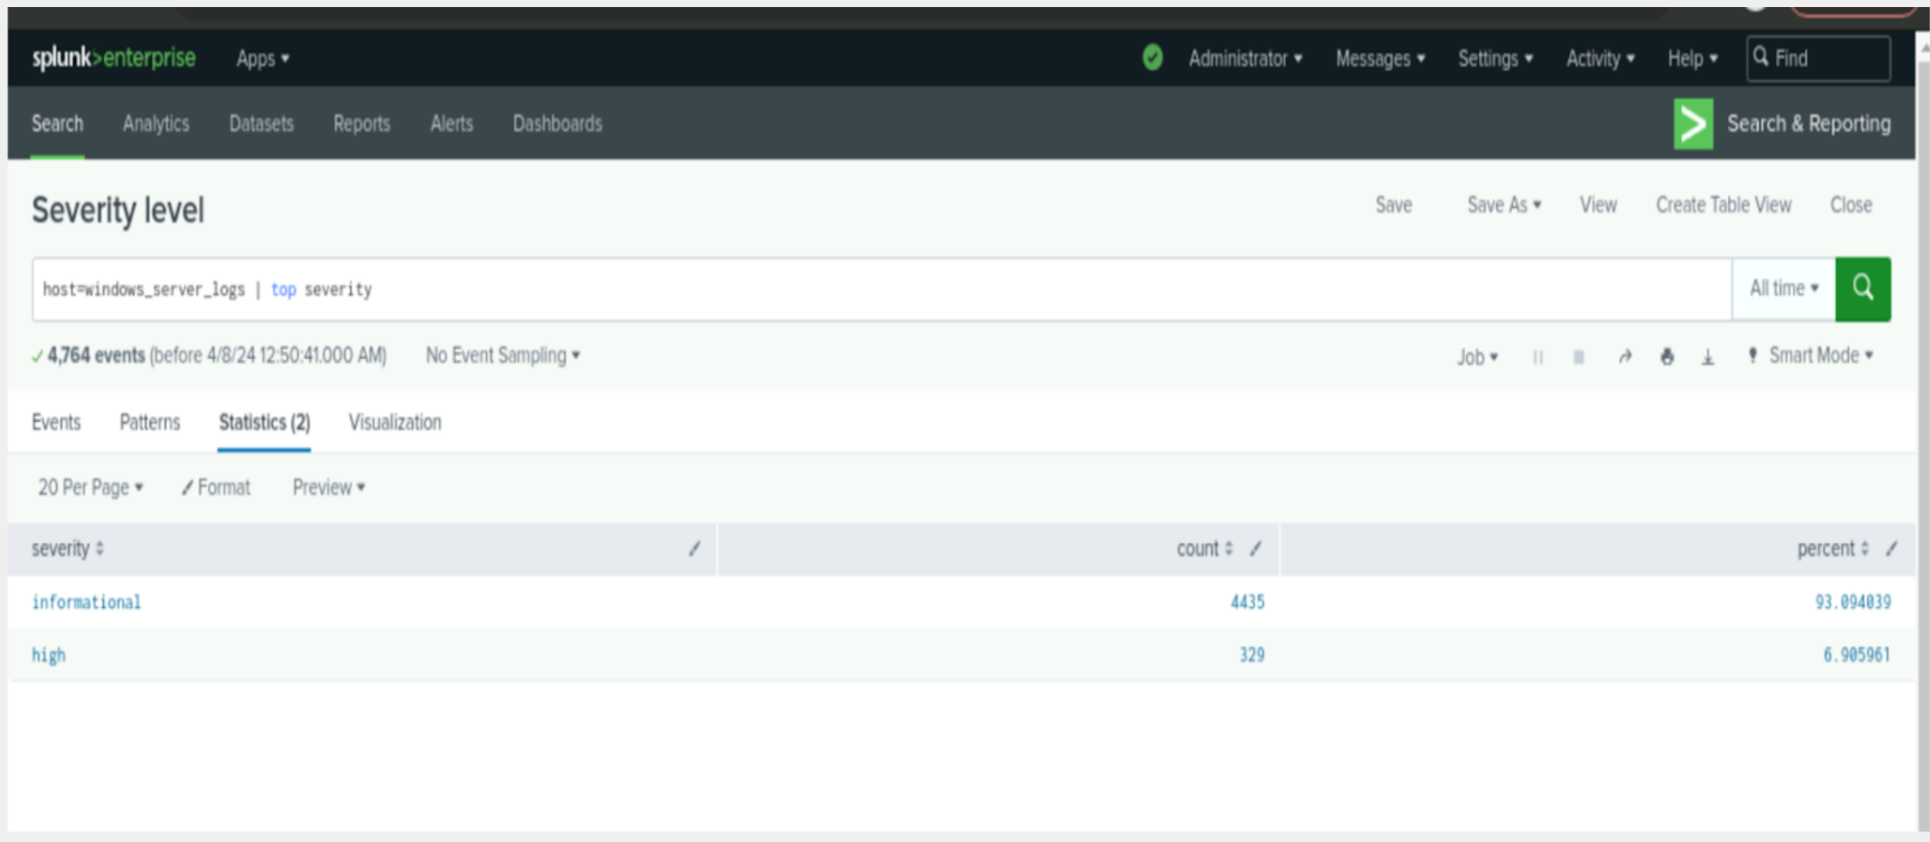 splunk>enterprise Apps Administrator Messages Settings Activity Help Find
Search Analytics Datasets Reports Alerts Dashboards Search & Reporting
Severity level Save Save As View Create Table View Close
host=windows_server_logs | top severity All time
4,764 events (before 4/8/24 12:50:41.000 AM) No Event Sampling Job Smart Mode
Events Patterns Statistics (2) Visualization
20 Per Page Format Preview
severity count percent
informational 4435 93.094039
high 329 6.905961